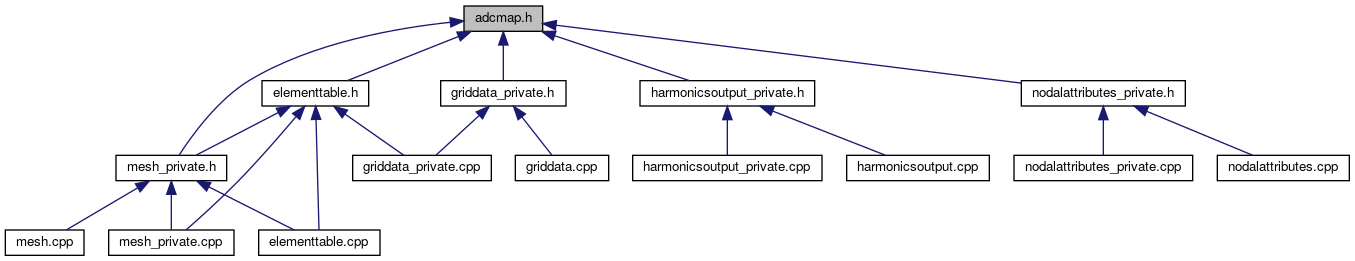 adcmap.h
elementtable.h
griddata_private.h
harmonicsoutput_private.h
nodalattributes_private.h
mesh_private.h
griddata_private.cpp
griddata.cpp
harmonicsoutput_private.cpp
harmonicsoutput.cpp
nodalattributes_private.cpp
nodalattributes.cpp
mesh.cpp
mesh_private.cpp
elementtable.cpp